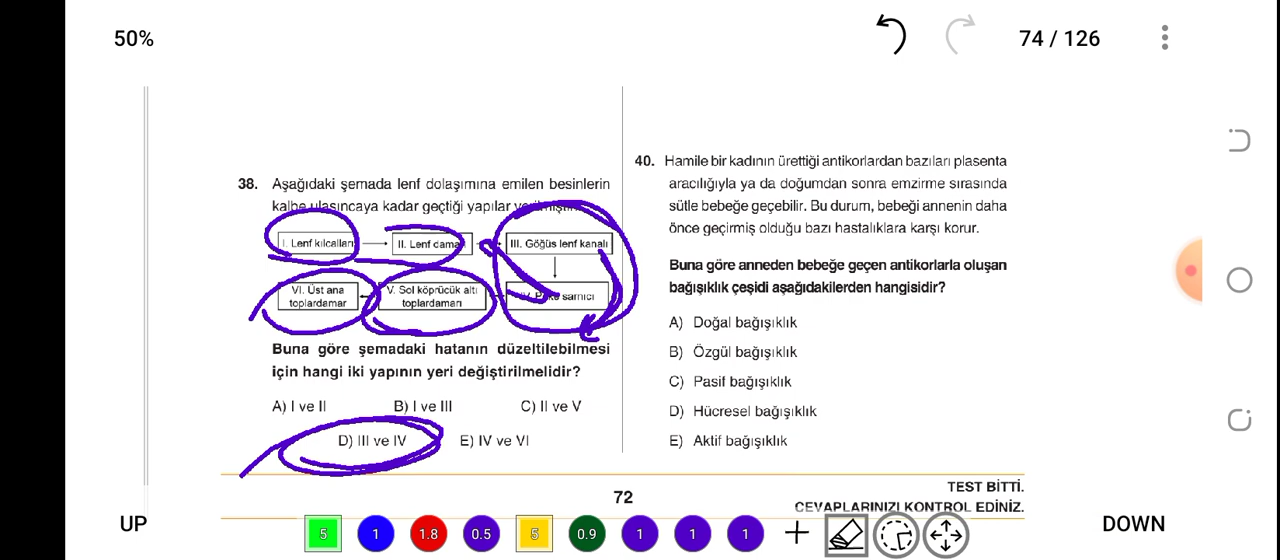 50%
74 / 126
38. Aşağıdaki şemada lenf dolaşımına emilen besinlerin
kalbe ulaşıncaya kadar geçtiği yapılar
I. Lenf kılcalları
II. Lenf damarı
III. Göğüs lenf kanalı
VI. Üst ana
toplardamar
V. Sol köprücük altı
toplardamarı
sarnıcı
Buna göre şemadaki hatanın düzeltilebilmesi
için hangi iki yapının yeri değiştirilmelidir?
A) I ve II B) I ve III C) II ve V
D) III ve IV E) IV ve VI
40. Hamile bir kadının ürettiği antikorlardan bazıları plasenta
aracılığıyla ya da doğumdan sonra emzirme sırasında
sütle bebeğe geçebilir. Bu durum, bebeği annenin daha
önce geçirmiş olduğu bazı hastalıklara karşı korur.
Buna göre anneden bebeğe geçen antikorlarla oluşan
bağışıklık çeşidi aşağıdakilerden hangisidir?
A) Doğal bağışıklık
B) Özgül bağışıklık
C) Pasif bağışıklık
D) Hücresel bağışıklık
E) Aktif bağışıklık
72
TEST BİTTİ.
CEVAPLARINIZI KONTROL EDİNİZ.
UP
5 1 1.8 0.5 5 0.9 1 1 1
DOWN